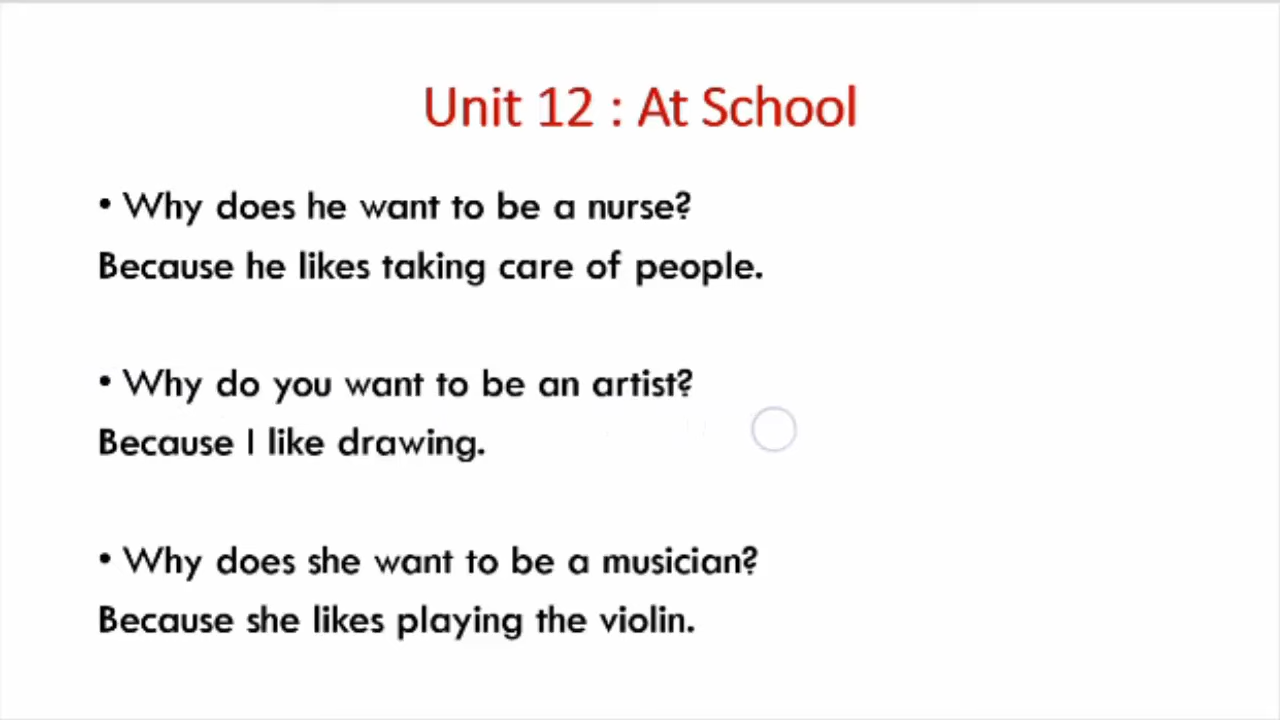 Unit 12 : At School
• Why does he want to be a nurse?
Because he likes taking care of people.
• Why do you want to be an artist?
Because I like drawing.
• Why does she want to be a musician?
Because she likes playing the violin.